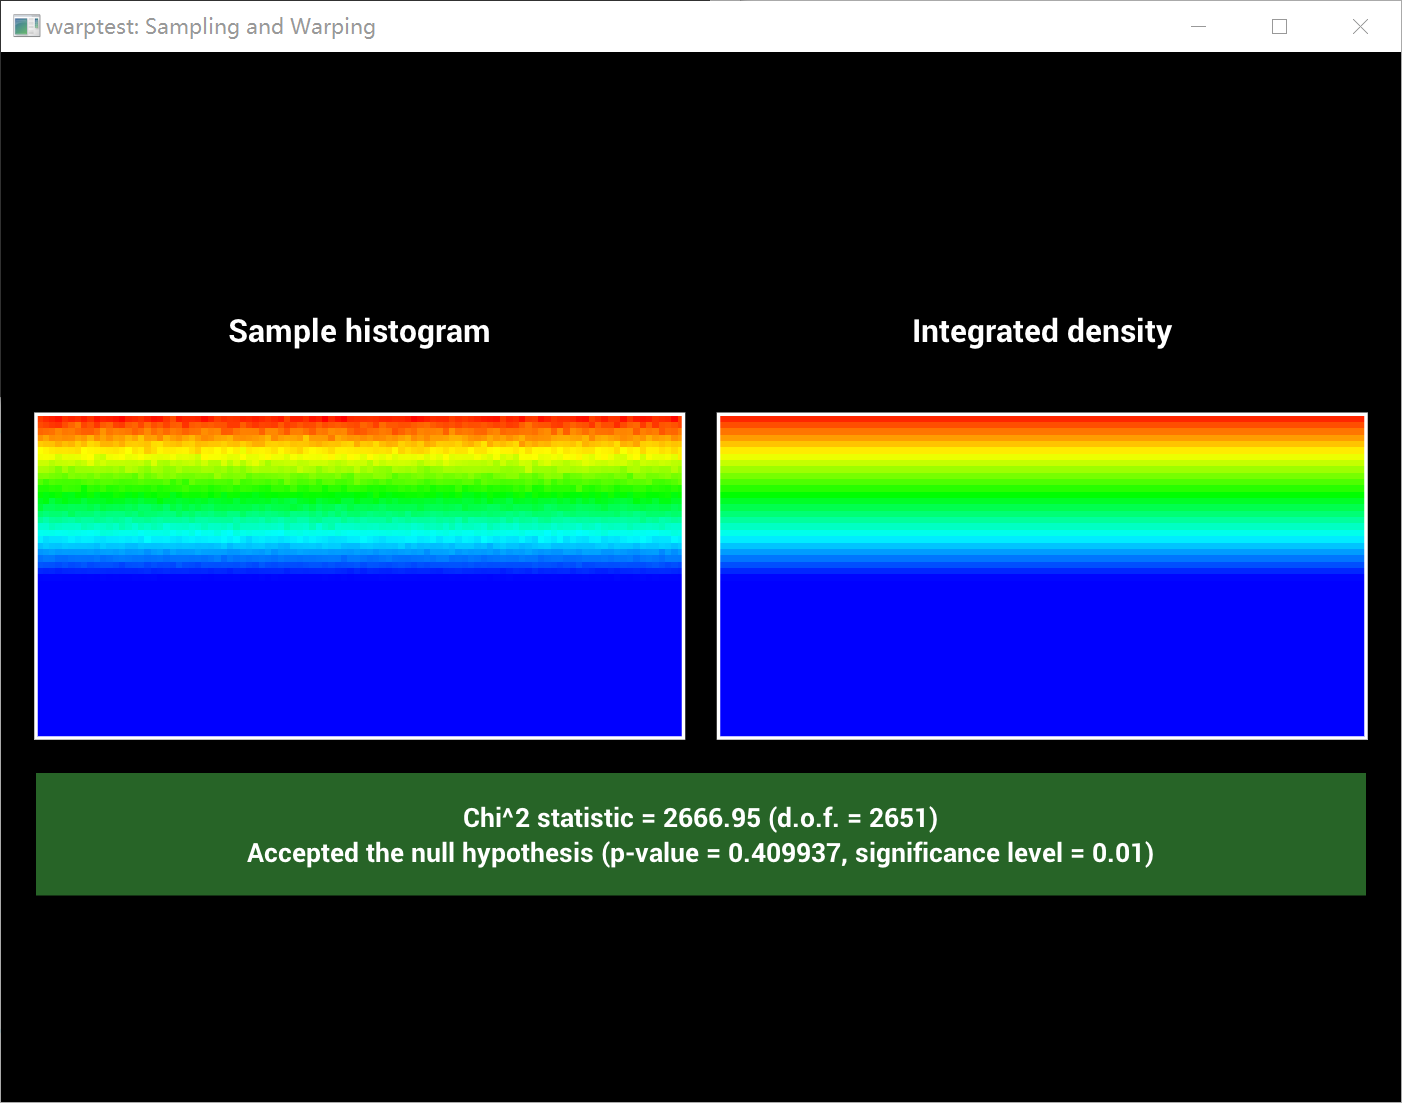 warptest: Sampling and Warping
Sample histogram
Integrated density
Chi^2 statistic = 2666.95 (d.o.f. = 2651)
Accepted the null hypothesis (p-value = 0.409937, significance level = 0.01)